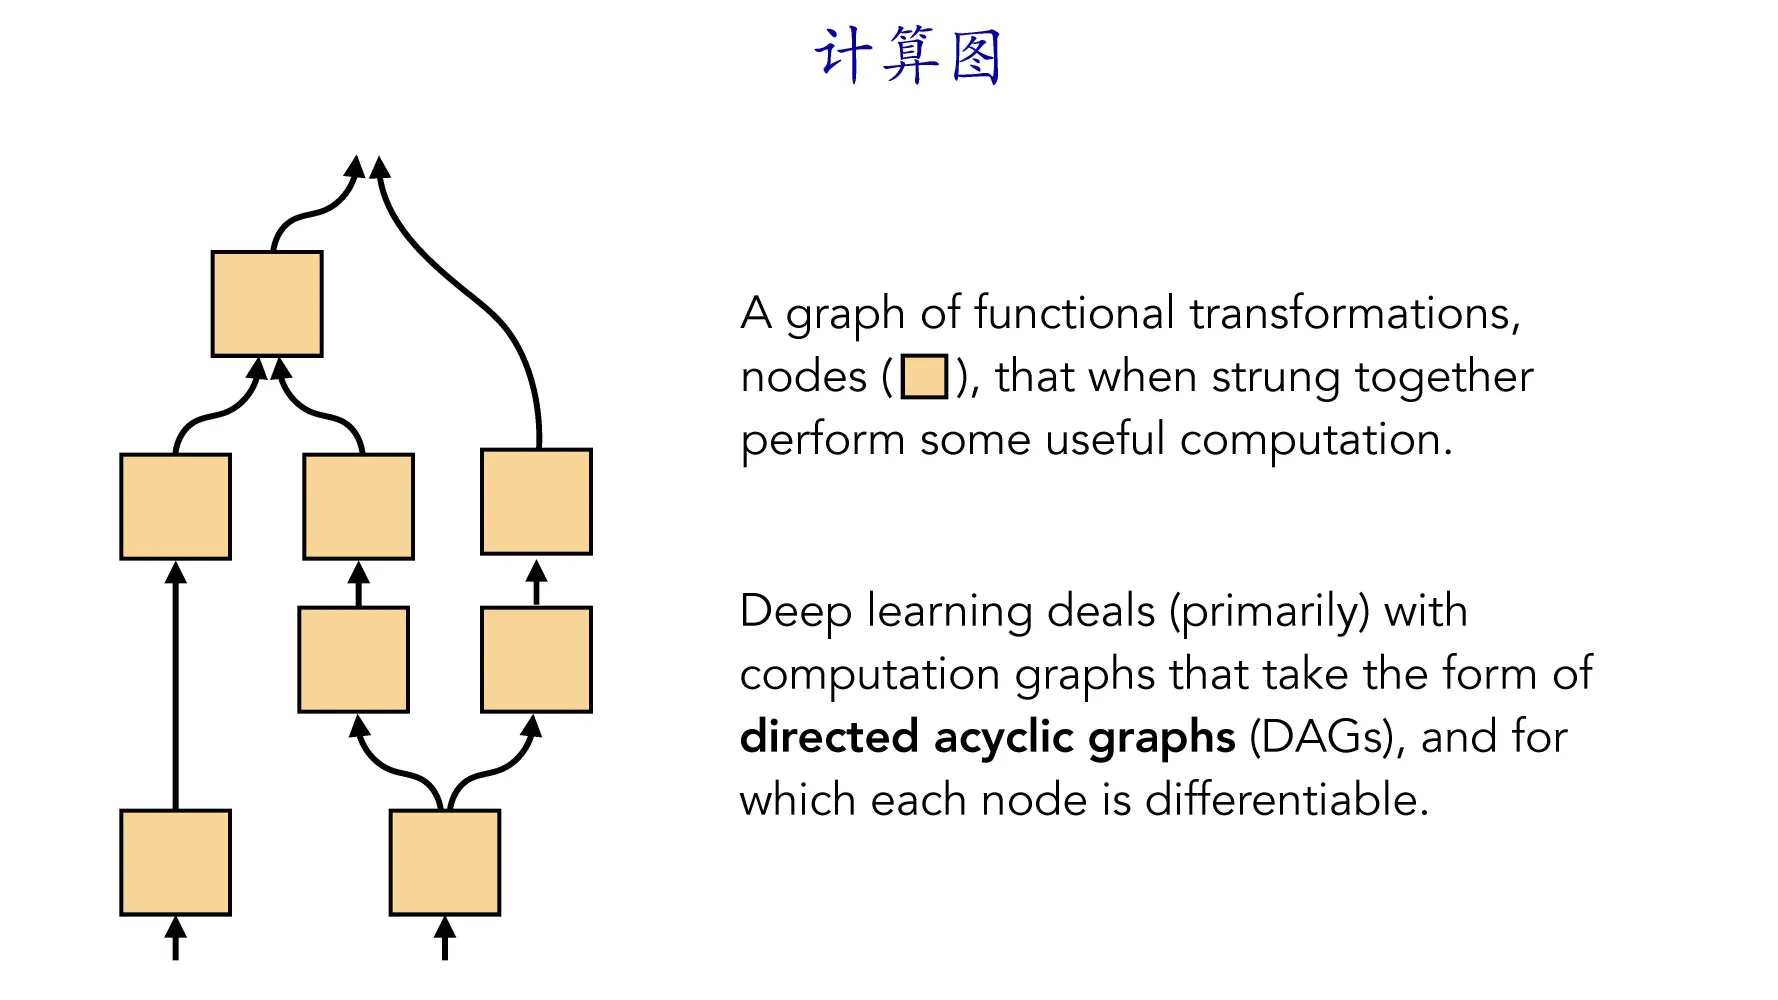 计算图
A graph of functional transformations,
nodes ( ), that when strung together
perform some useful computation.
Deep learning deals (primarily) with
computation graphs that take the form of
directed acyclic graphs (DAGs), and for
which each node is differentiable.